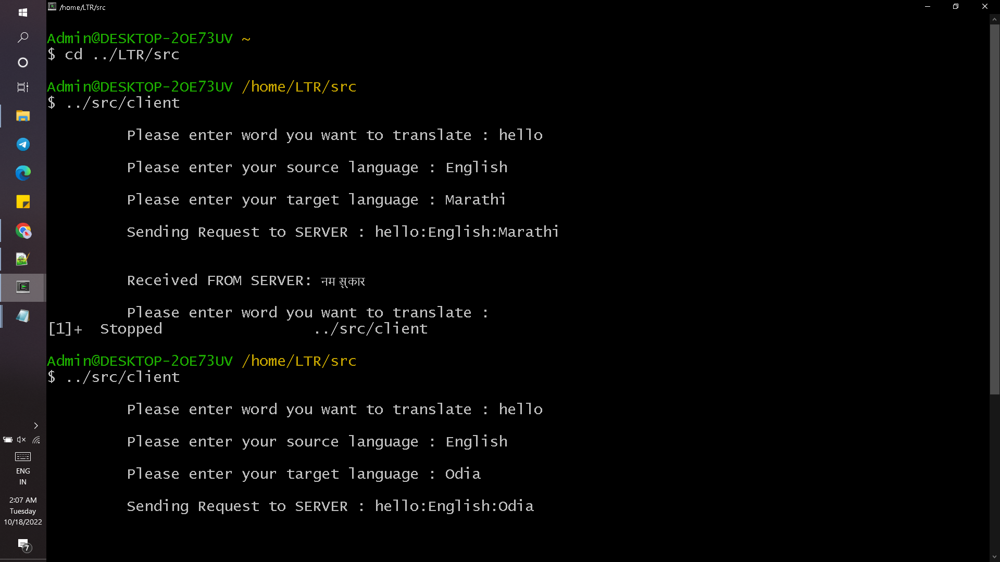 /home/LTR/src
Admin@DESKTOP-2OE73UV ~
$ cd ../LTR/src
Admin@DESKTOP-2OE73UV /home/LTR/src
$ ../src/client
Please enter word you want to translate : hello
Please enter your source language : English
Please enter your target language : Marathi
Sending Request to SERVER : hello:English:Marathi
Received FROM SERVER: नमस्कार
Please enter word you want to translate :
[1]+  Stopped                 ../src/client
Admin@DESKTOP-2OE73UV /home/LTR/src
$ ../src/client
Please enter word you want to translate : hello
Please enter your source language : English
Please enter your target language : Odia
Sending Request to SERVER : hello:English:Odia
ENG
IN
2:07 AM
Tuesday
10/18/2022
7